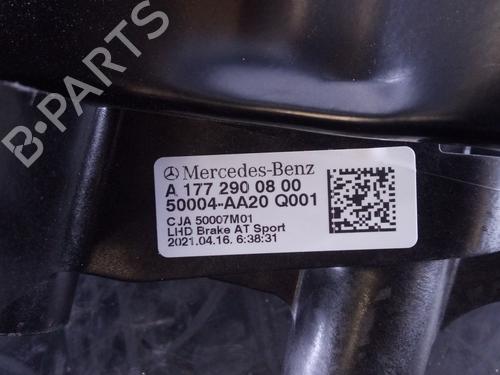 B-PARTS
Mercedes-Benz
A 177 290 08 00
50004-AA20 Q001
CJA 50007M01
LHD Brake AT Sport
2021.04.16. 6:38:31